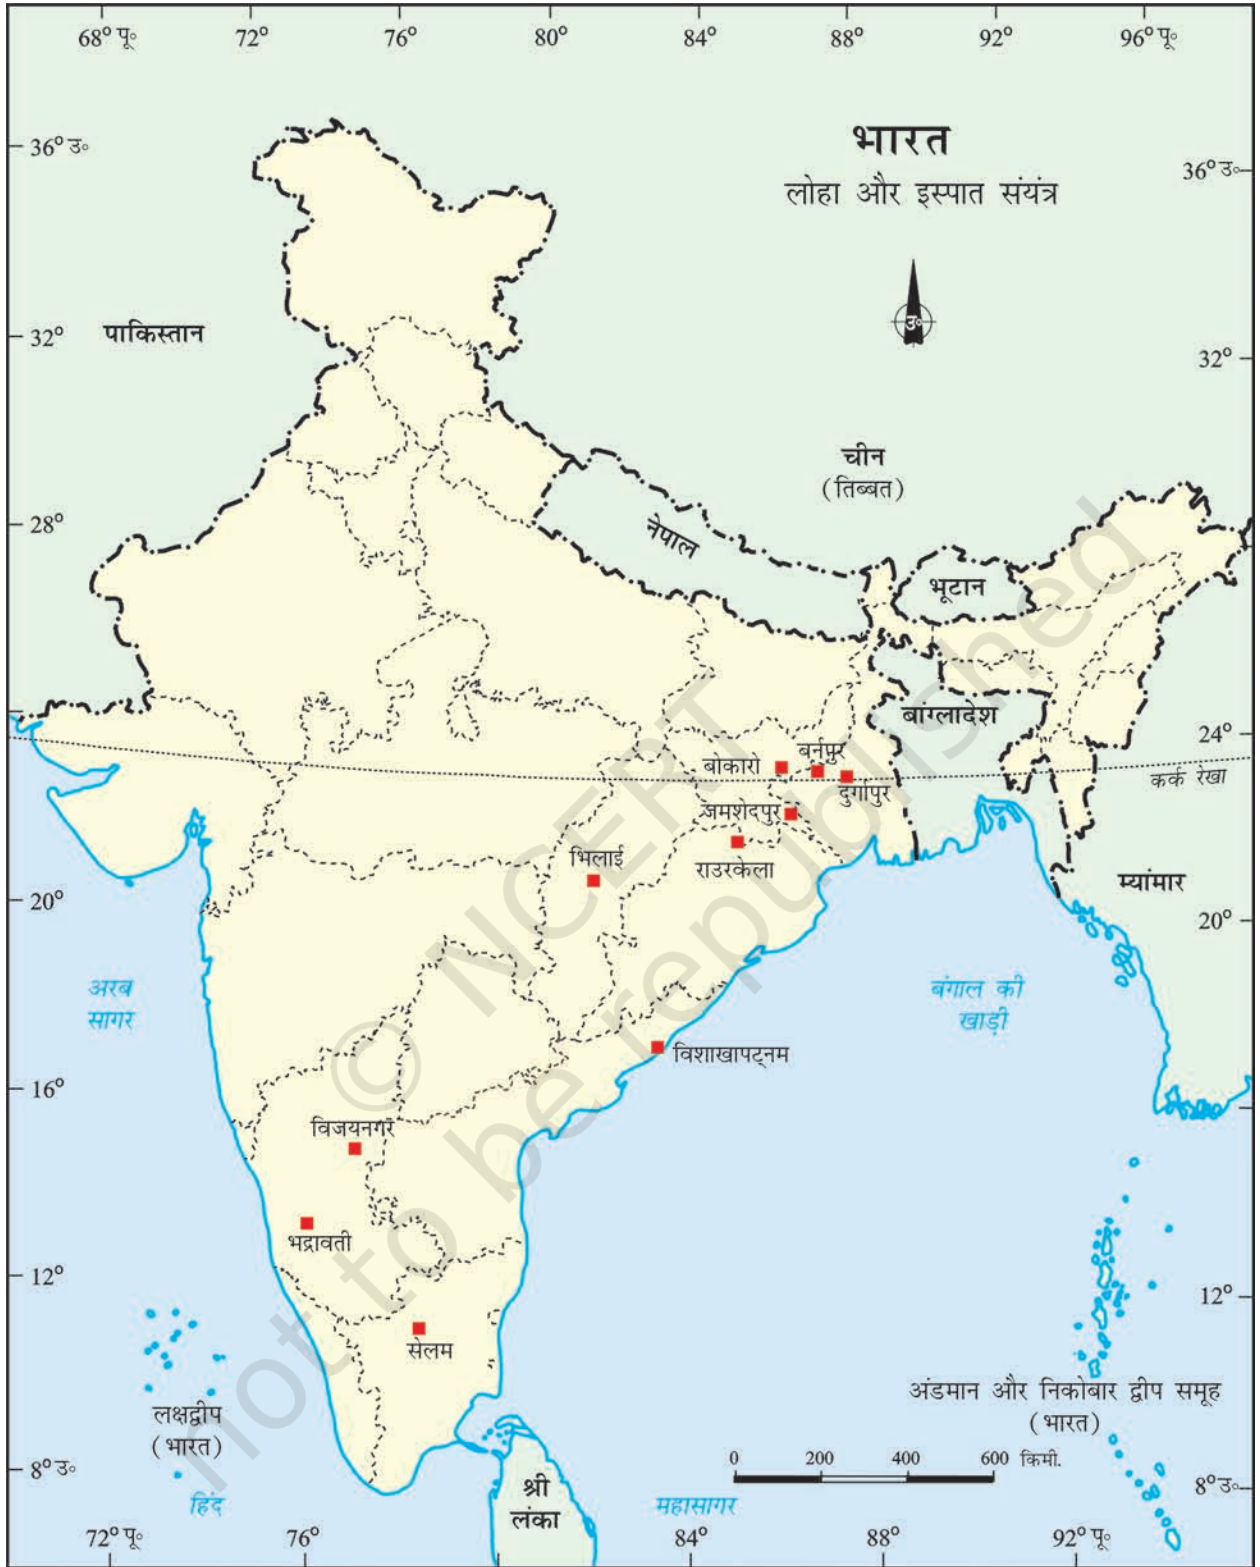 68° पू॰ 72° 76° 80° 84° 88° 92° 96° पू॰
भारत
लोहा और इस्पात संयंत्र
36° उ॰
36° उ॰
उ॰
पाकिस्तान
32°
32°
चीन
(तिब्बत)
28°
नेपाल
भूटान
बांग्लादेश
24°
बर्नपुर
बोकारो
कर्क रेखा
दुर्गापुर
जमशेदपुर
भिलाई
राउरकेला
म्यांमार
20°
20°
अरब
सागर
बंगाल की
खाड़ी
विशाखापट्नम
16°
विजयनगर
भद्रावती
12°
12°
सेलम
अंडमान और निकोबार द्वीप समूह
(भारत)
लक्षद्वीप
(भारत)
0 200 400 600 किमी.
8° उ॰
8° उ॰
श्री
लंका
हिंद
महासागर
72° पू॰ 76° 84° 88° 92° पू॰
© NCERT
not to be republished